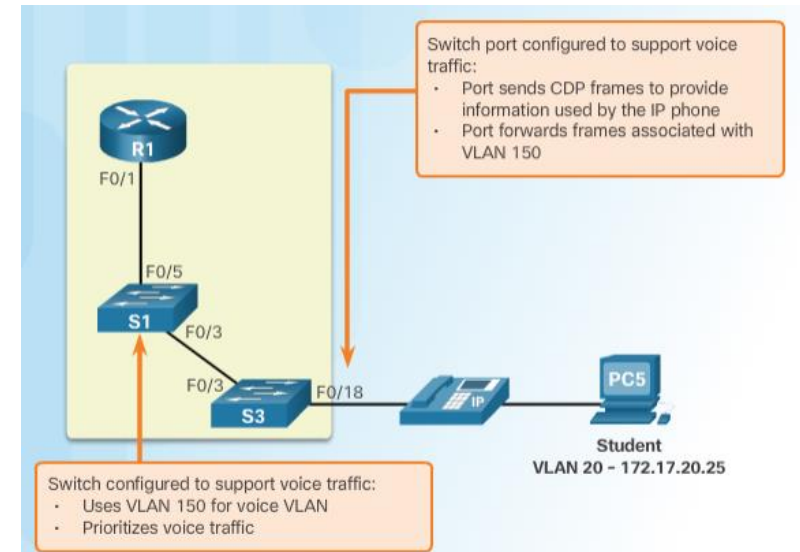 Switch port configured to support voice
traffic:
• Port sends CDP frames to provide
information used by the IP phone
• Port forwards frames associated with
VLAN 150
R1
F0/1
F0/5
S1
F0/3
F0/3
S3
F0/18
IP
PC5
Student
VLAN 20 - 172.17.20.25
Switch configured to support voice traffic:
• Uses VLAN 150 for voice VLAN
• Prioritizes voice traffic